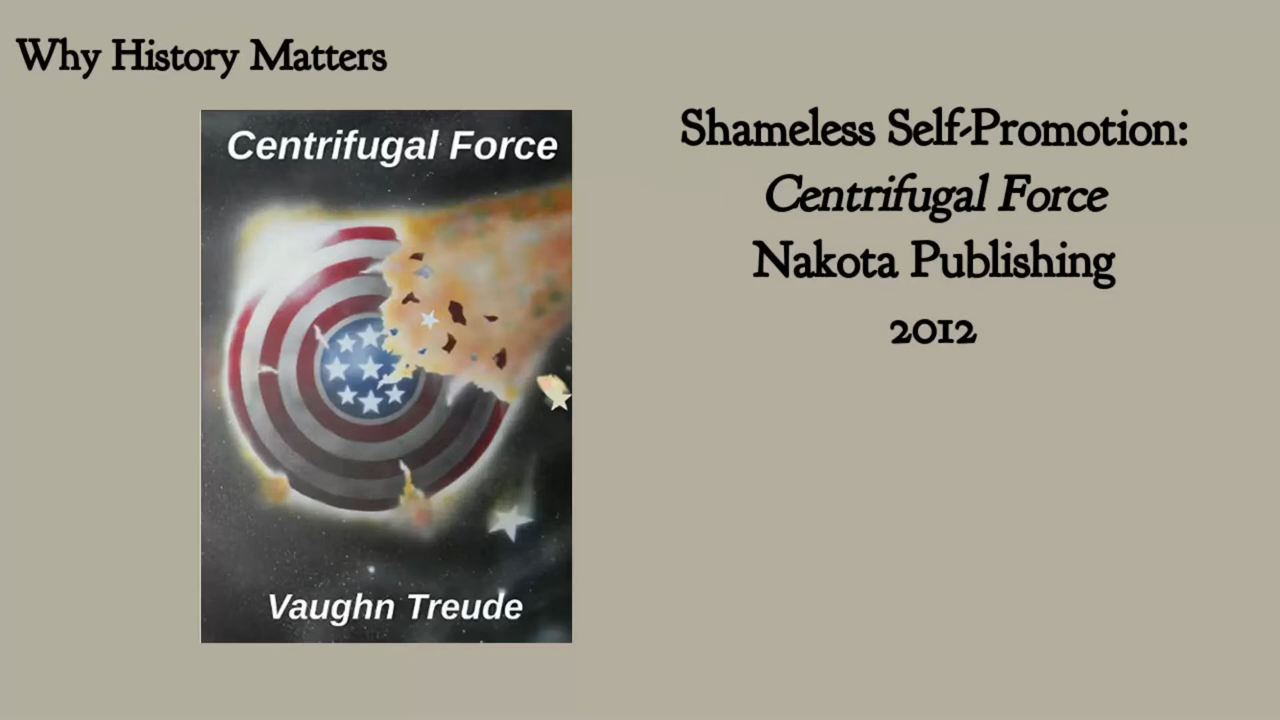 Why History Matters
Centrifugal Force
Vaughn Treude
Shameless Self-Promotion:
Centrifugal Force
Nakota Publishing
2012